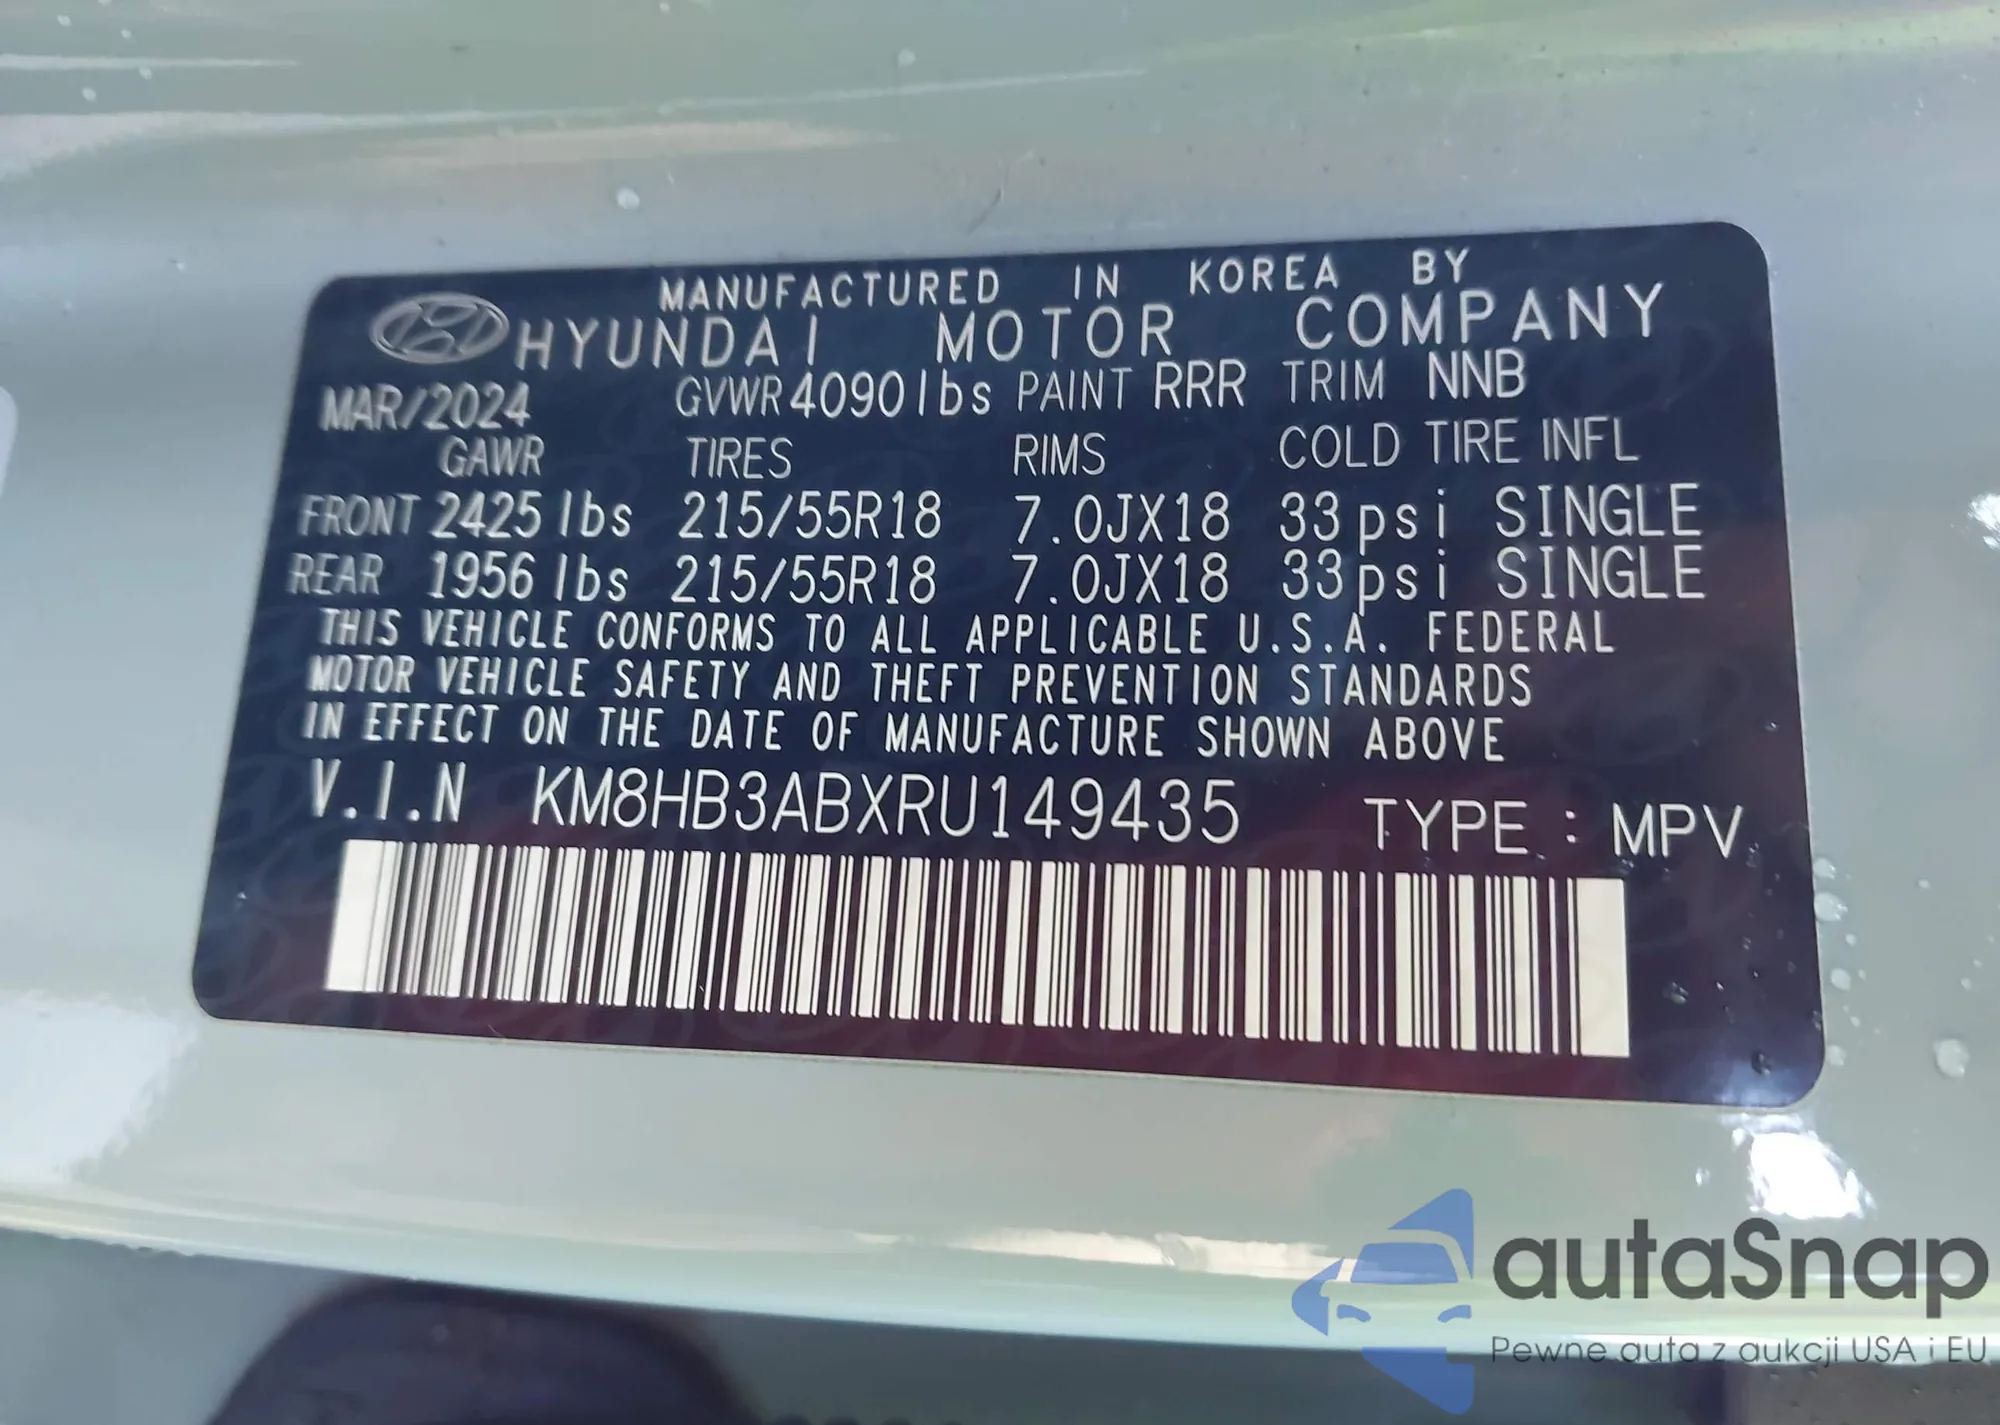 MANUFACTURED IN KOREA BY
HYUNDAI MOTOR COMPANY
MAR/2024 GVWR 4090 lbs PAINT RRR TRIM NNB
GAWR TIRES RIMS COLD TIRE INFL
FRONT 2425 lbs 215/55R18 7.0JX18 33psi SINGLE
REAR 1956 lbs 215/55R18 7.0JX18 33psi SINGLE
THIS VEHICLE CONFORMS TO ALL APPLICABLE U.S.A. FEDERAL
MOTOR VEHICLE SAFETY AND THEFT PREVENTION STANDARDS
IN EFFECT ON THE DATE OF MANUFACTURE SHOWN ABOVE
V.I.N KM8HB3ABXRU149435 TYPE : MPV
autaSnap
Pewne auta z aukcji USA i EU